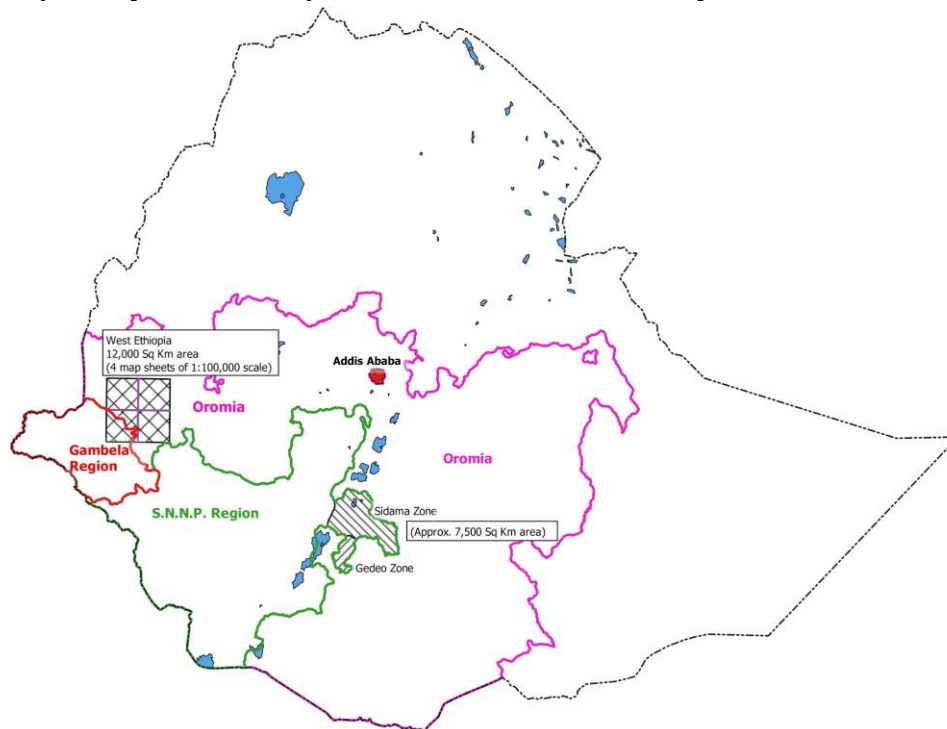 West Ethiopia
12,000 Sq Km area
(4 map sheets of 1:100,000 scale)
Addis Ababa
Oromia
Gambela
Region
Oromia
S.N.N.P. Region
Sidama Zone
(Approx. 7,500 Sq Km area)
Gedeo Zone